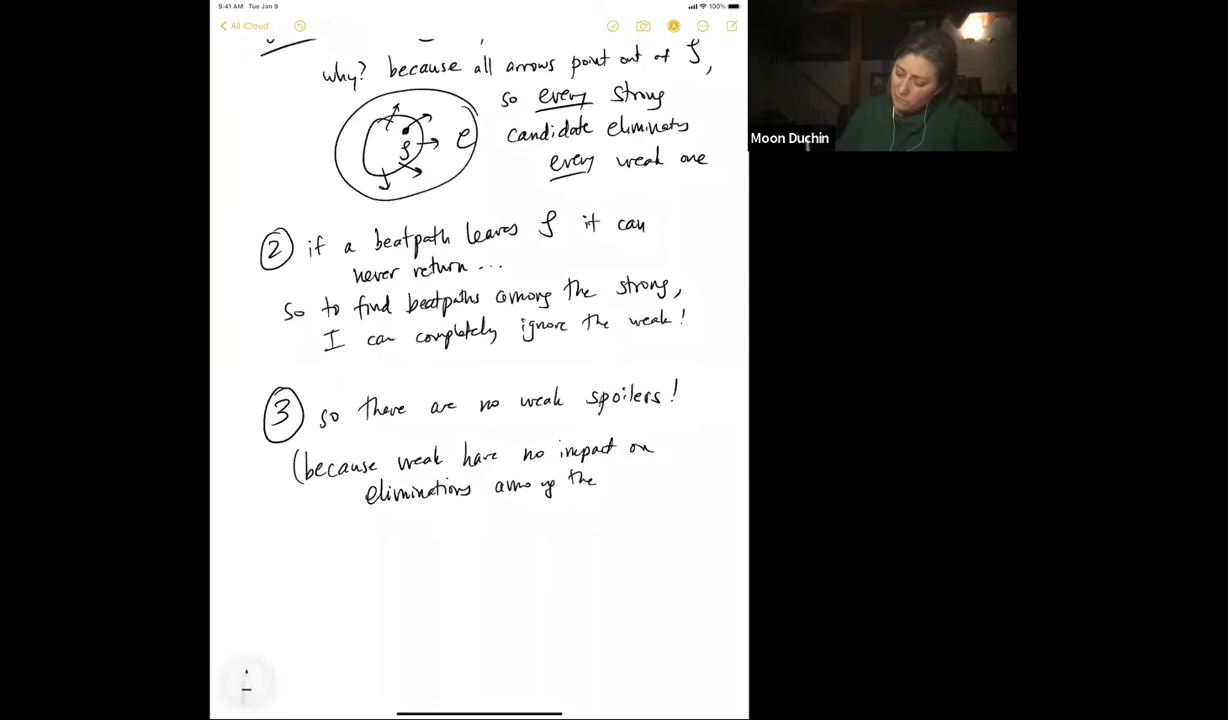 9:41 AM Tue Jan 9
100%
All iCloud
why? because all arrows point out of S,
so every strong
candidate eliminates
every weak one
S
C
2 if a beatpath leaves S it can
never return...
so to find beatpaths among the strong,
I can completely ignore the weak!
3 so there are no weak spoilers!
(because weak have no impact on
eliminations among the
Moon Duchin